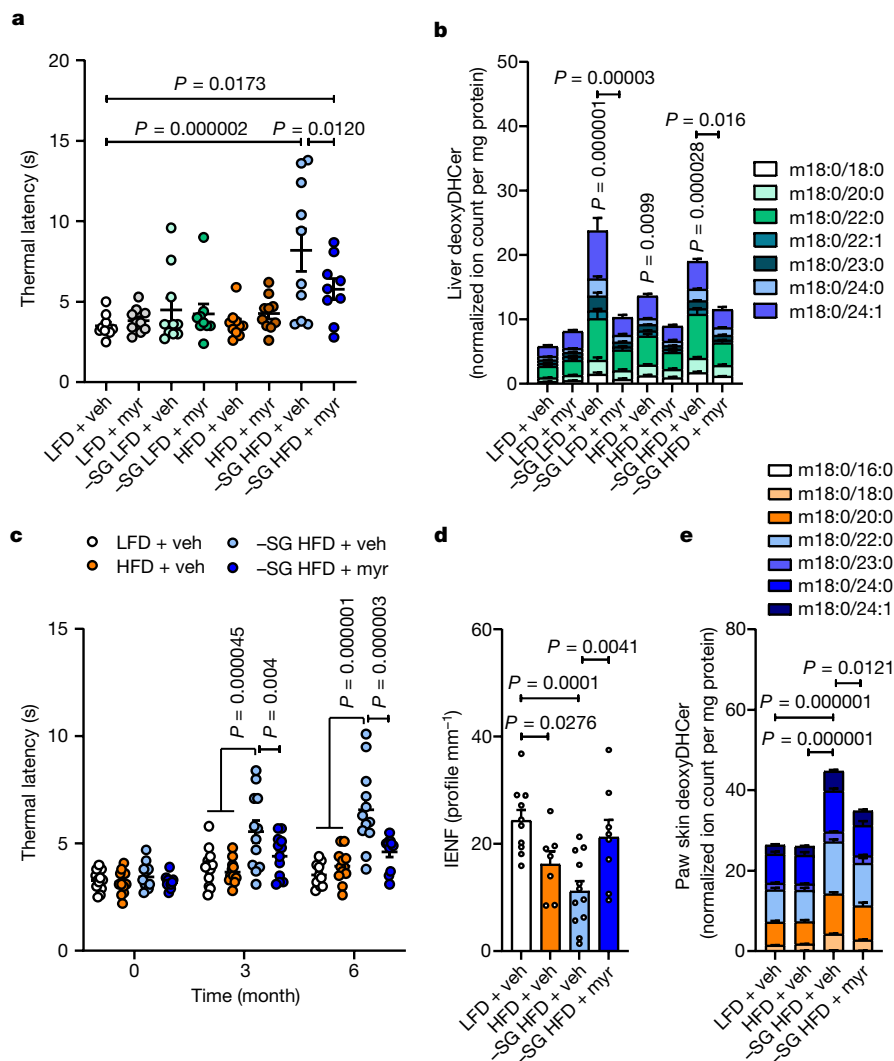 a
20
15
10
5
0
Thermal latency (s)
P = 0.0173
P = 0.000002
P = 0.0120
LFD + veh
LFD + myr
–SG LFD + veh
–SG LFD + myr
HFD + veh
HFD + myr
–SG HFD + veh
–SG HFD + myr
b
50
40
30
20
10
0
Liver deoxyDHCer
(normalized ion count per mg protein)
P = 0.00003
P = 0.000001
P = 0.0099
P = 0.000028
P = 0.016
LFD + veh
LFD + myr
–SG LFD + veh
–SG LFD + myr
HFD + veh
HFD + myr
–SG HFD + veh
–SG HFD + myr
m18:0/18:0
m18:0/20:0
m18:0/22:0
m18:0/22:1
m18:0/23:0
m18:0/24:0
m18:0/24:1
c
LFD + veh
HFD + veh
–SG HFD + veh
–SG HFD + myr
15
10
5
0
Thermal latency (s)
P = 0.000045
P = 0.004
P = 0.000001
P = 0.000003
0
3
6
Time (month)
d
60
40
20
0
IENF (profile mm⁻¹)
P = 0.0041
P = 0.0001
P = 0.0276
LFD + veh
HFD + veh
–SG HFD + veh
–SG HFD + myr
e
m18:0/16:0
m18:0/18:0
m18:0/20:0
m18:0/22:0
m18:0/23:0
m18:0/24:0
m18:0/24:1
80
60
40
20
0
Paw skin deoxyDHCer
(normalized ion count per mg protein)
P = 0.0121
P = 0.000001
P = 0.000001
LFD + veh
HFD + veh
–SG HFD + veh
–SG HFD + myr